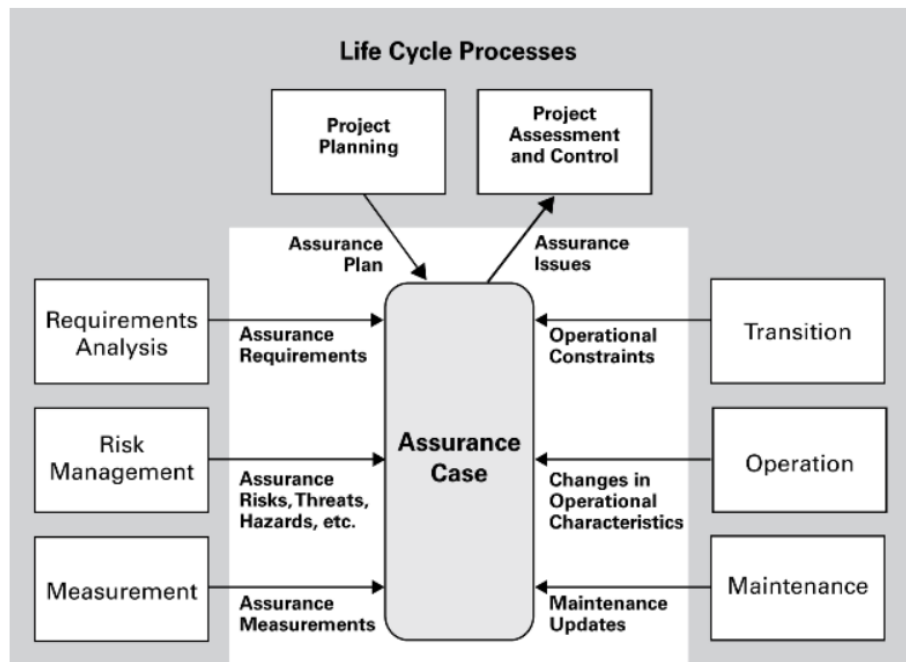 Life Cycle Processes
Project
Planning
Project
Assessment
and Control
Assurance
Plan
Assurance
Issues
Requirements
Analysis
Assurance
Requirements
Operational
Constraints
Transition
Risk
Management
Assurance
Risks, Threats,
Hazards, etc.
Assurance
Case
Changes in
Operational
Characteristics
Operation
Measurement
Assurance
Measurements
Maintenance
Updates
Maintenance